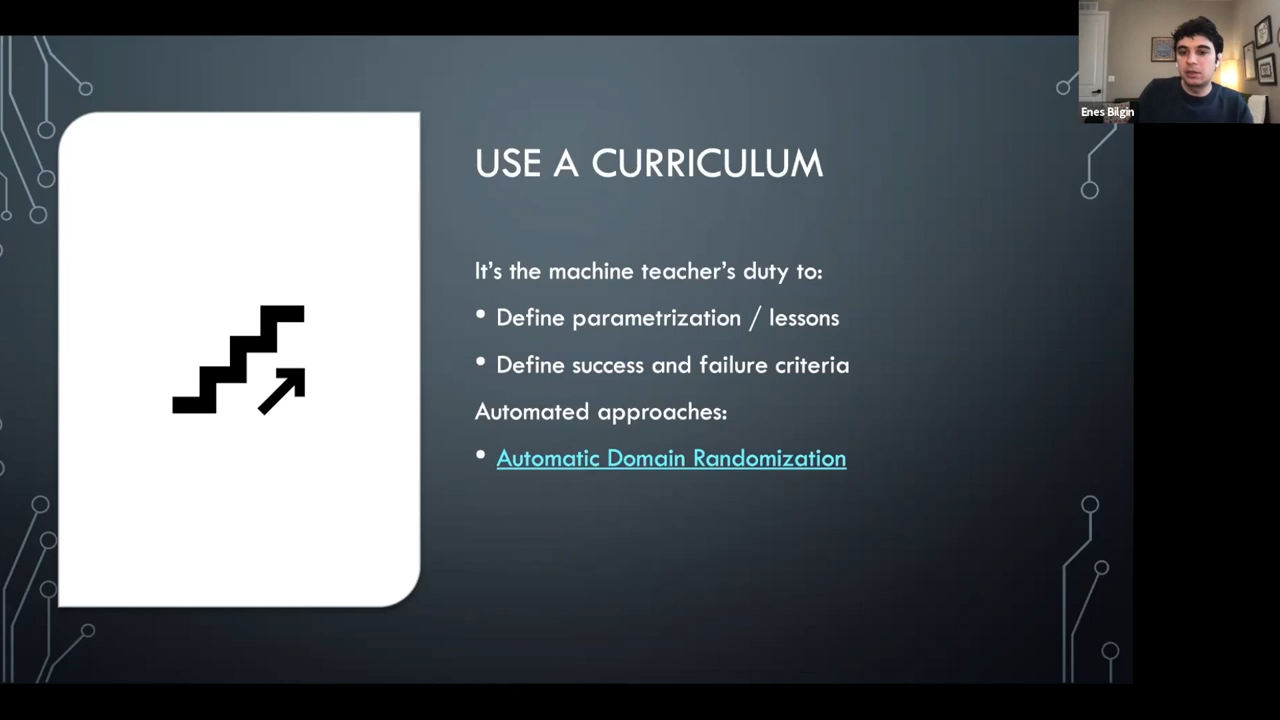 Enes Bilgin
USE A CURRICULUM
It’s the machine teacher’s duty to:
• Define parametrization / lessons
• Define success and failure criteria
Automated approaches:
• Automatic Domain Randomization